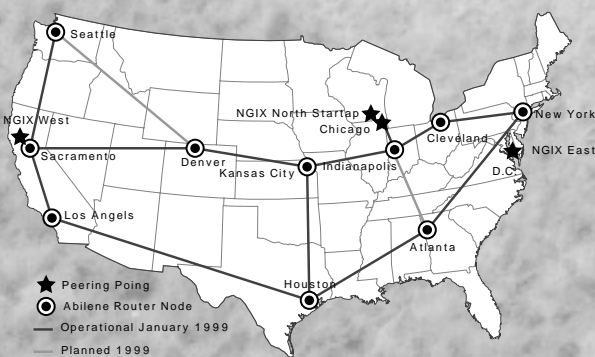 Seattle
NGIX West
Sacramento
Los Angels
Denver
Kansas City
NGIX North Startap
Chicago
Indianapolis
Cleveland
New York
NGIX East
D.C.
Atlanta
Houston
Peering Poing
Abilene Router Node
Operational January 1999
Planned 1999